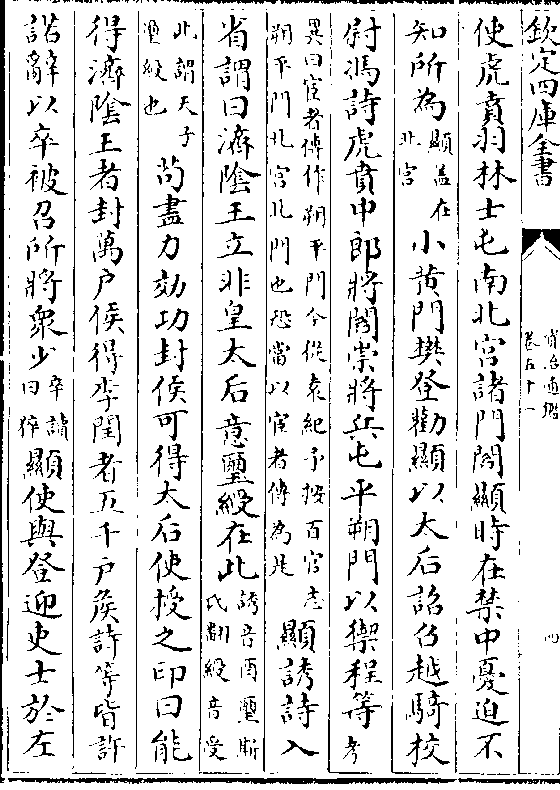 欽定四庫全書
資治通鑑
卷五十一
使虎賁羽林士屯南北宮諸門閻顯時在禁中憂迫不
知所為顯蓋在北宮小黄門樊登勸顯以太后詔召越騎校
尉馮詩虎賁中郎將閻崇將兵屯平朔門以禦程等考
異曰宦者傳作朔平門今從袁紀予按百官志
朔平門北宮北門也恐當以宦者傳為是顯誘詩入
省謂曰濟陰王立非皇太后意璽綬在此誘音酉璽斯氏翻綬音受
此謂天子璽綬也苟盡力効功封侯可得太后使授之印曰能
得濟陰王者封萬户侯得李閏者五千户侯詩等皆許
諾辭以卒被召所將衆少卒讀曰猝顯使與登迎吏士於左